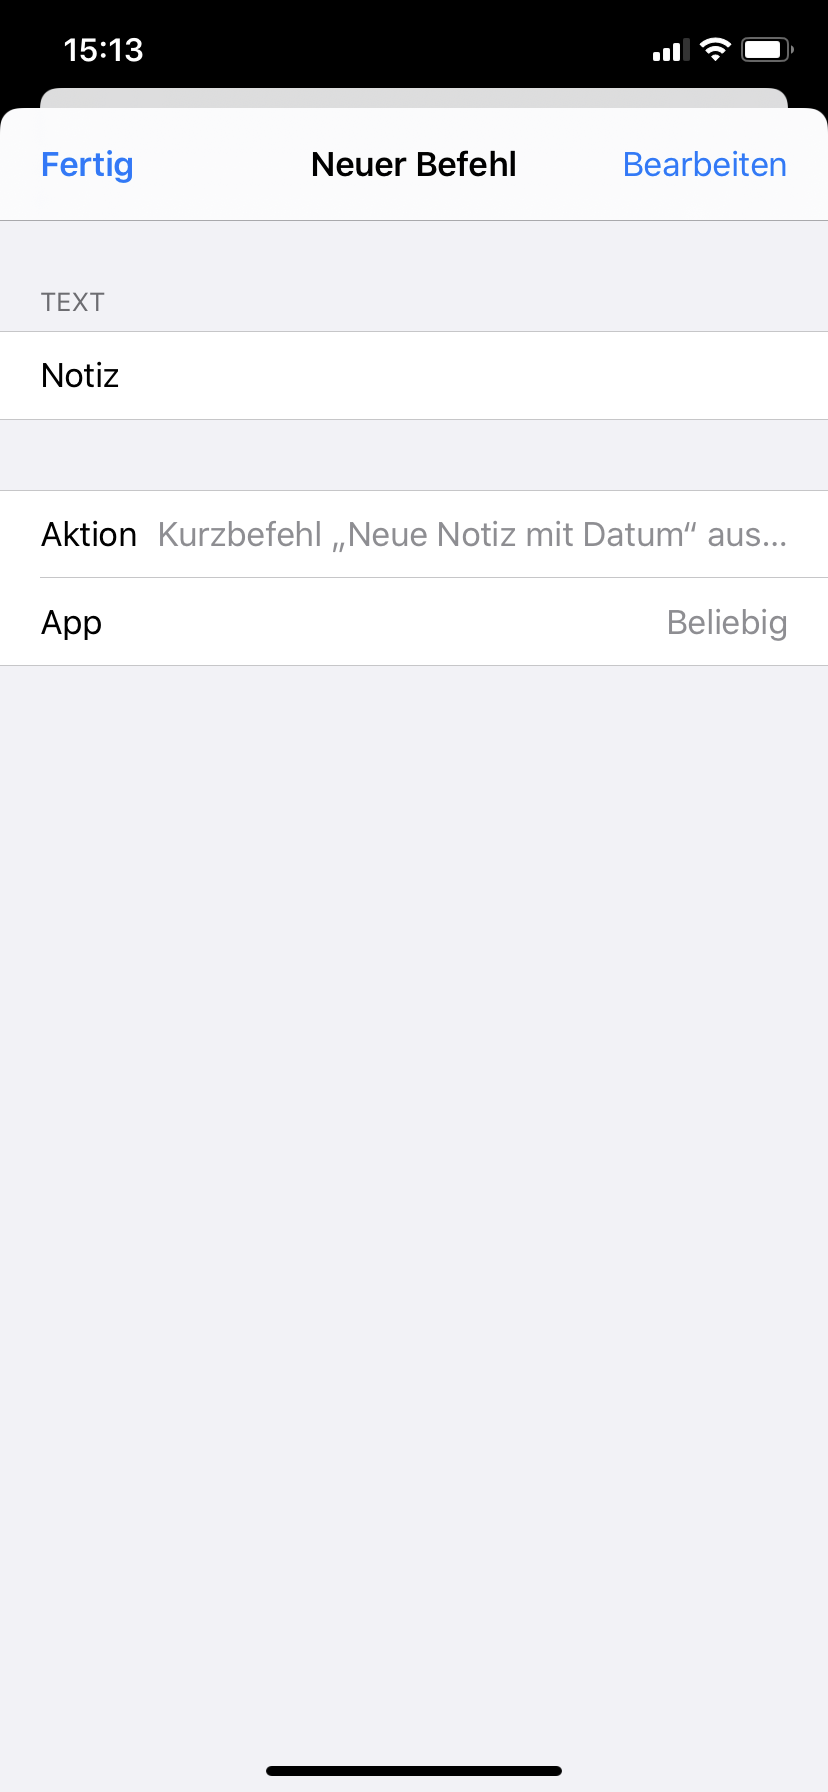 15:13
Fertig Neuer Befehl Bearbeiten
TEXT
Notiz
Aktion Kurzbefehl „Neue Notiz mit Datum“ aus...
App Beliebig